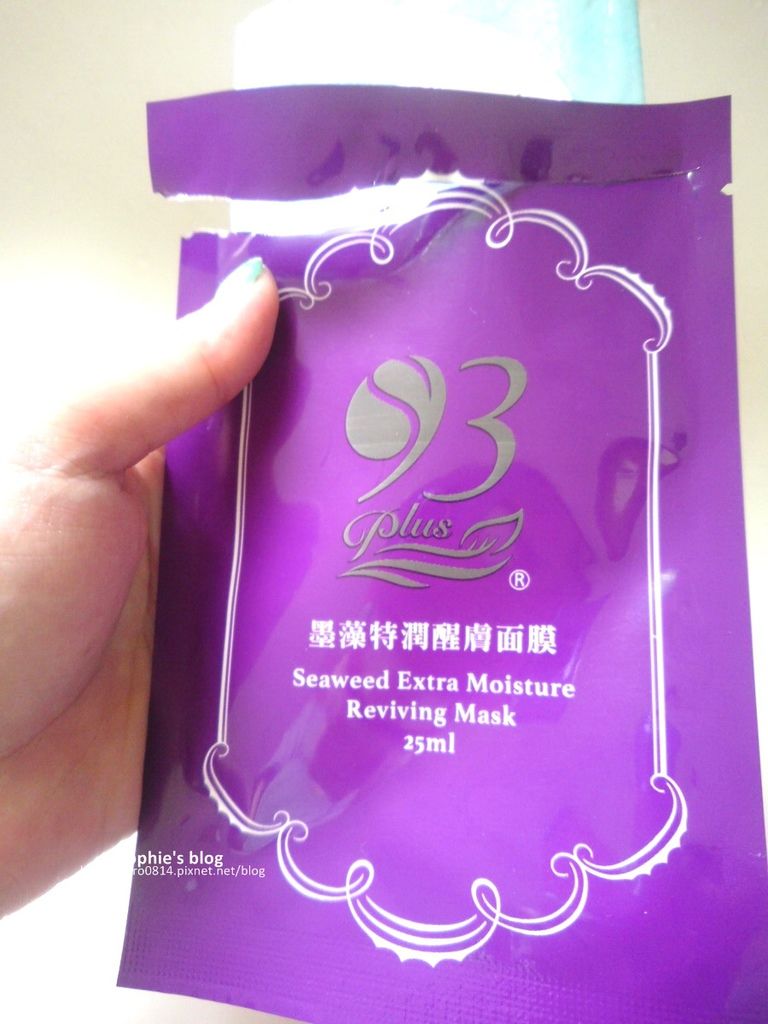 93
Plus
®
墨藻特潤醒膚面膜
Seaweed Extra Moisture
Reviving Mask
25ml
ophie's blog
ro0814.pixnet.net/blog